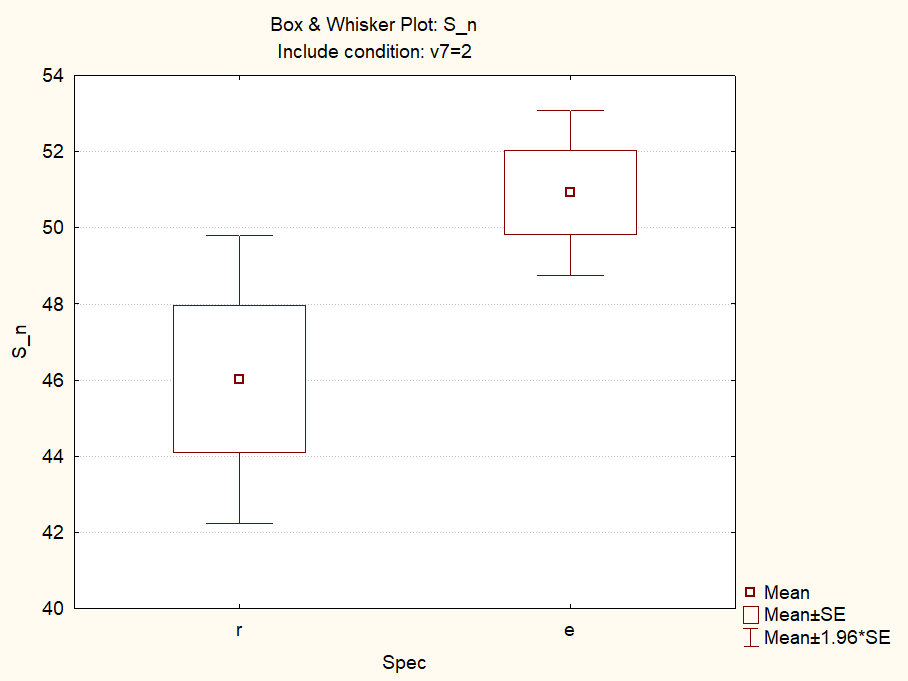 Box & Whisker Plot: S_n
Include condition: v7=2
54
52
50
48
46
44
42
40
S_n
r
e
Spec
Mean
Mean±SE
Mean±1.96*SE